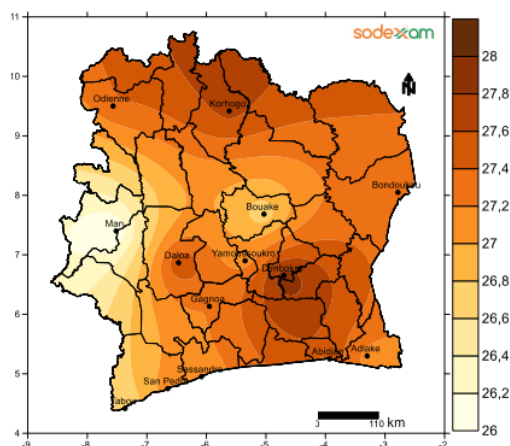 11
10
9
8
7
6
5
4
-9
-8
-7
-6
-5
-4
-3
-2
sodexam
N
Odienne
Korhogo
Bondoukou
Bouake
Man
Daloa
Yamoussoukro
Dimbokro
Gagnoa
Abidjan
Adiake
Sassandra
San Pedro
Tabou
0
110 km
28
27,8
27,6
27,4
27,2
27
26,8
26,6
26,4
26,2
26